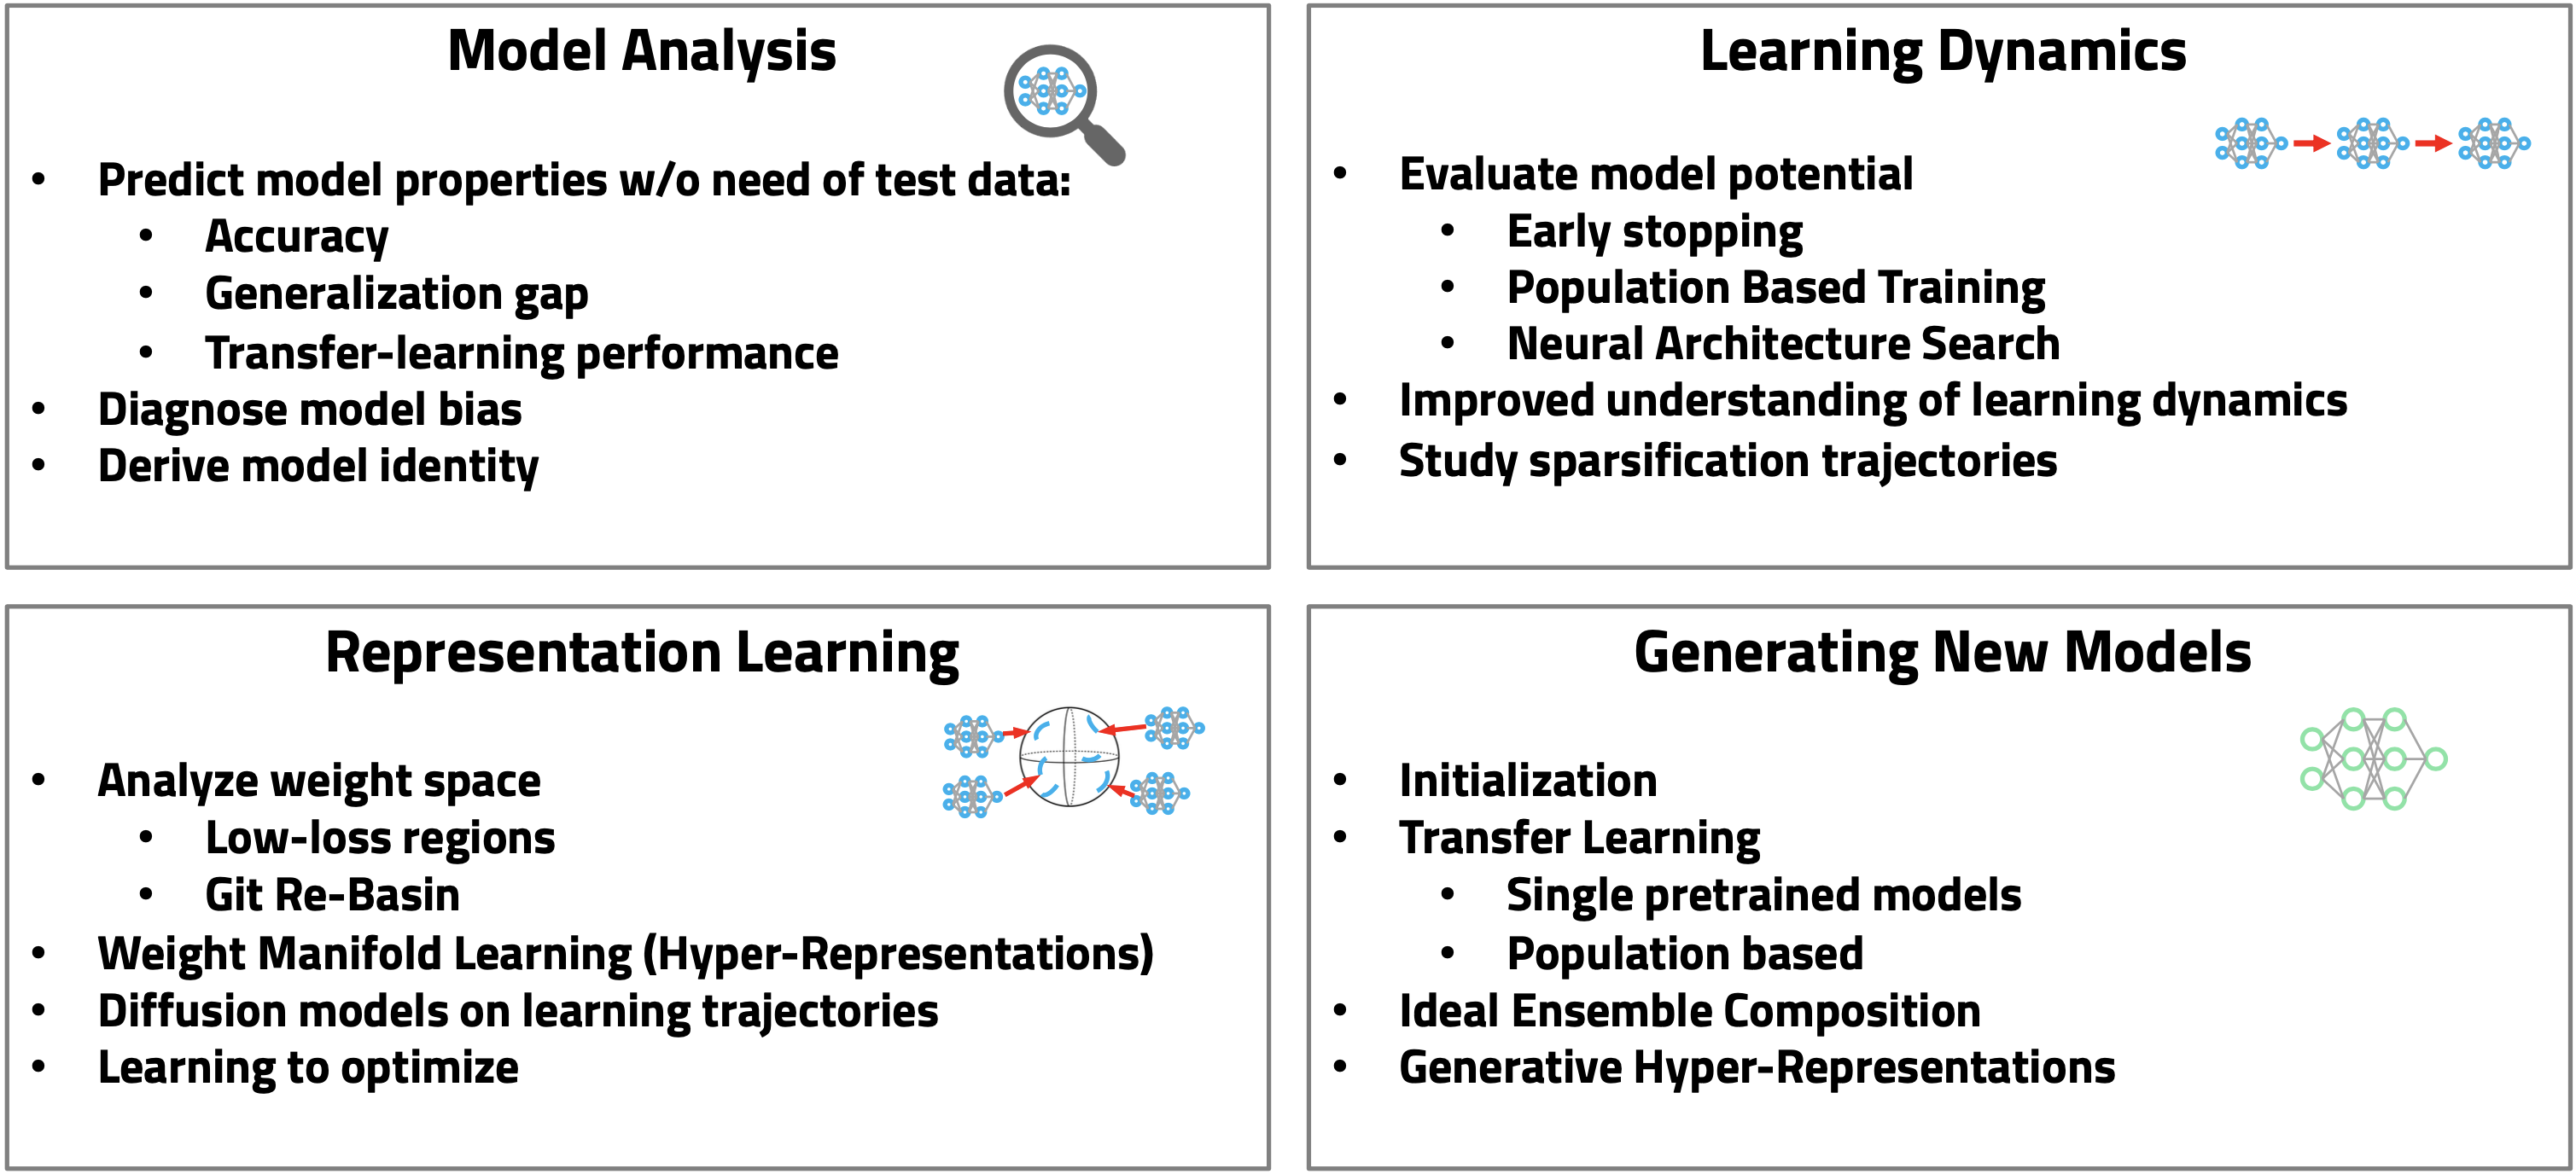 Model Analysis
• Predict model properties w/o need of test data:
• Accuracy
• Generalization gap
• Transfer-learning performance
• Diagnose model bias
• Derive model identity
Learning Dynamics
• Evaluate model potential
• Early stopping
• Population Based Training
• Neural Architecture Search
• Improved understanding of learning dynamics
• Study sparsification trajectories
Representation Learning
• Analyze weight space
• Low-loss regions
• Git Re-Basin
• Weight Manifold Learning (Hyper-Representations)
• Diffusion models on learning trajectories
• Learning to optimize
Generating New Models
• Initialization
• Transfer Learning
• Single pretrained models
• Population based
• Ideal Ensemble Composition
• Generative Hyper-Representations